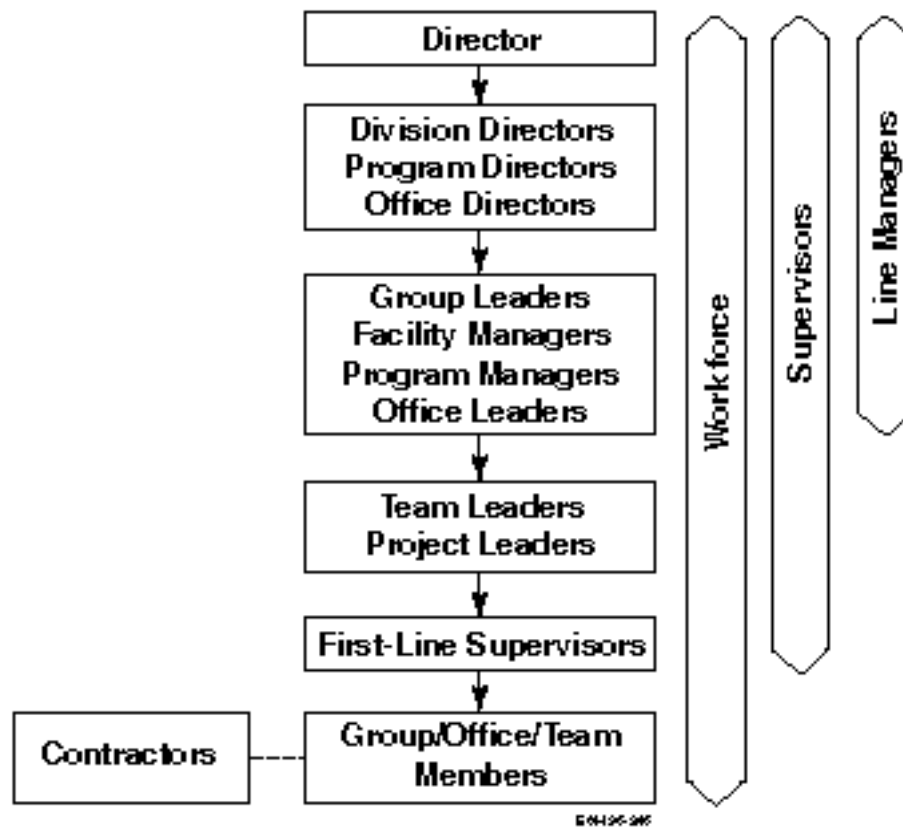 Director
Division Directors
Program Directors
Office Directors
Group Leaders
Facility Managers
Program Managers
Office Leaders
Team Leaders
Project Leaders
First-Line Supervisors
Contractors
Group/Office/Team
Members
Workforce
Supervisors
Line Managers